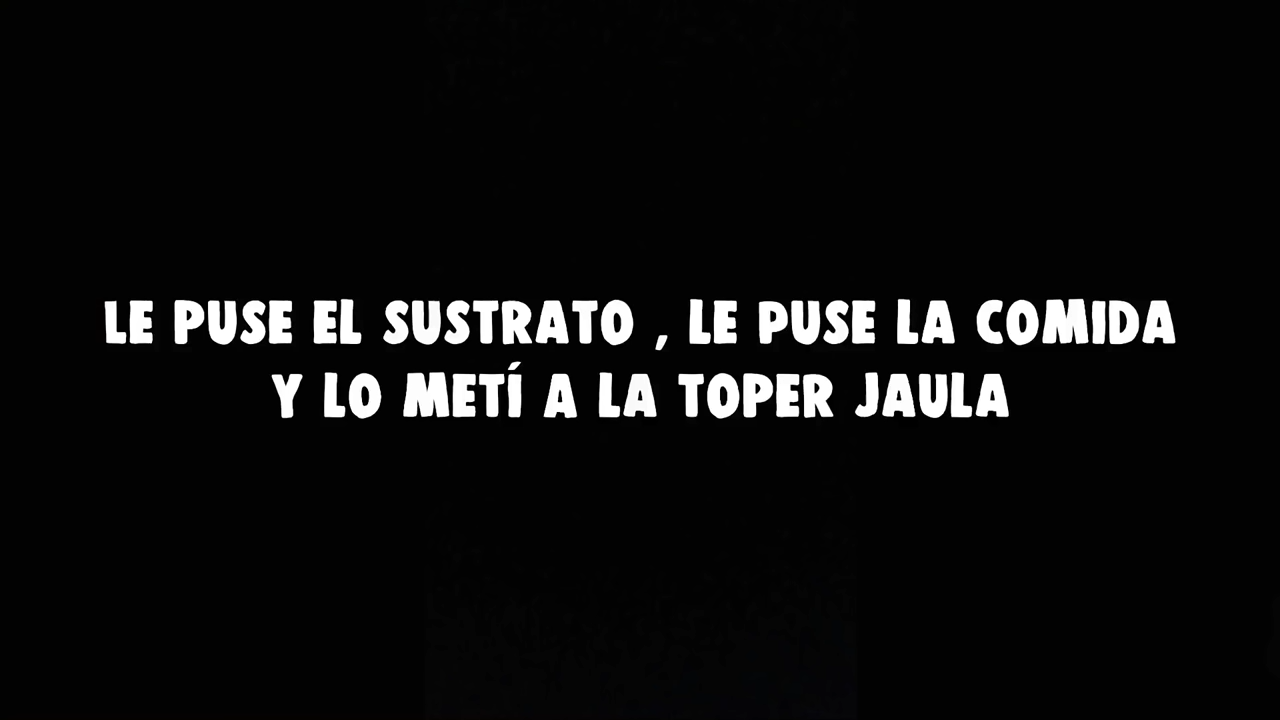 LE PUSE EL SUSTRATO , LE PUSE LA COMIDA
Y LO METÍ A LA TOPER JAULA